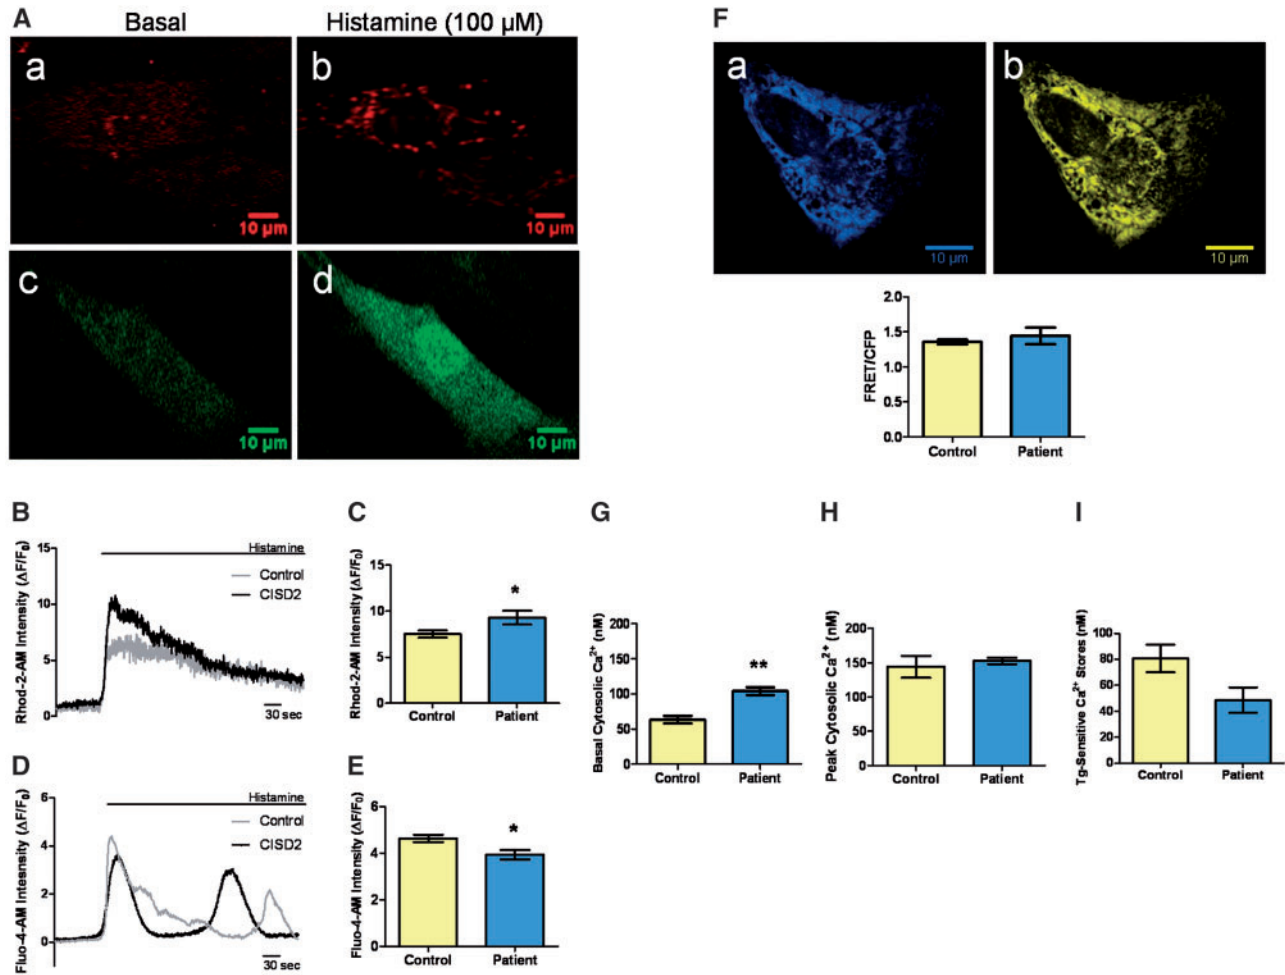 A
Basal
Histamine (100 µM)
a
10 µm
b
10 µm
c
10 µm
d
10 µm
F
a
10 µm
b
10 µm
FRET/CFP
2.0
1.5
1.0
0.5
0.0
Control
Patient
B
Rhod-2-AM Intensity (ΔF/F₀)
15
10
5
0
Histamine
Control
CISD2
30 sec
C
Rhod-2-AM Intensity (ΔF/F₀)
15
10
5
0
*
Control
Patient
D
Fluo-4-AM Intesity (ΔF/F₀)
6
4
2
0
Histamine
Control
CISD2
30 sec
E
Fluo-4-AM Intensity (ΔF/F₀)
6
4
2
0
*
Control
Patient
G
Basal Cytosolic Ca²⁺ (nM)
200
150
100
50
0
**
Control
Patient
H
Peak Cytosolic Ca²⁺ (nM)
200
150
100
50
0
Control
Patient
I
Tg-Sensitive Ca²⁺ Stores (nM)
100
80
60
40
20
0
Control
Patient